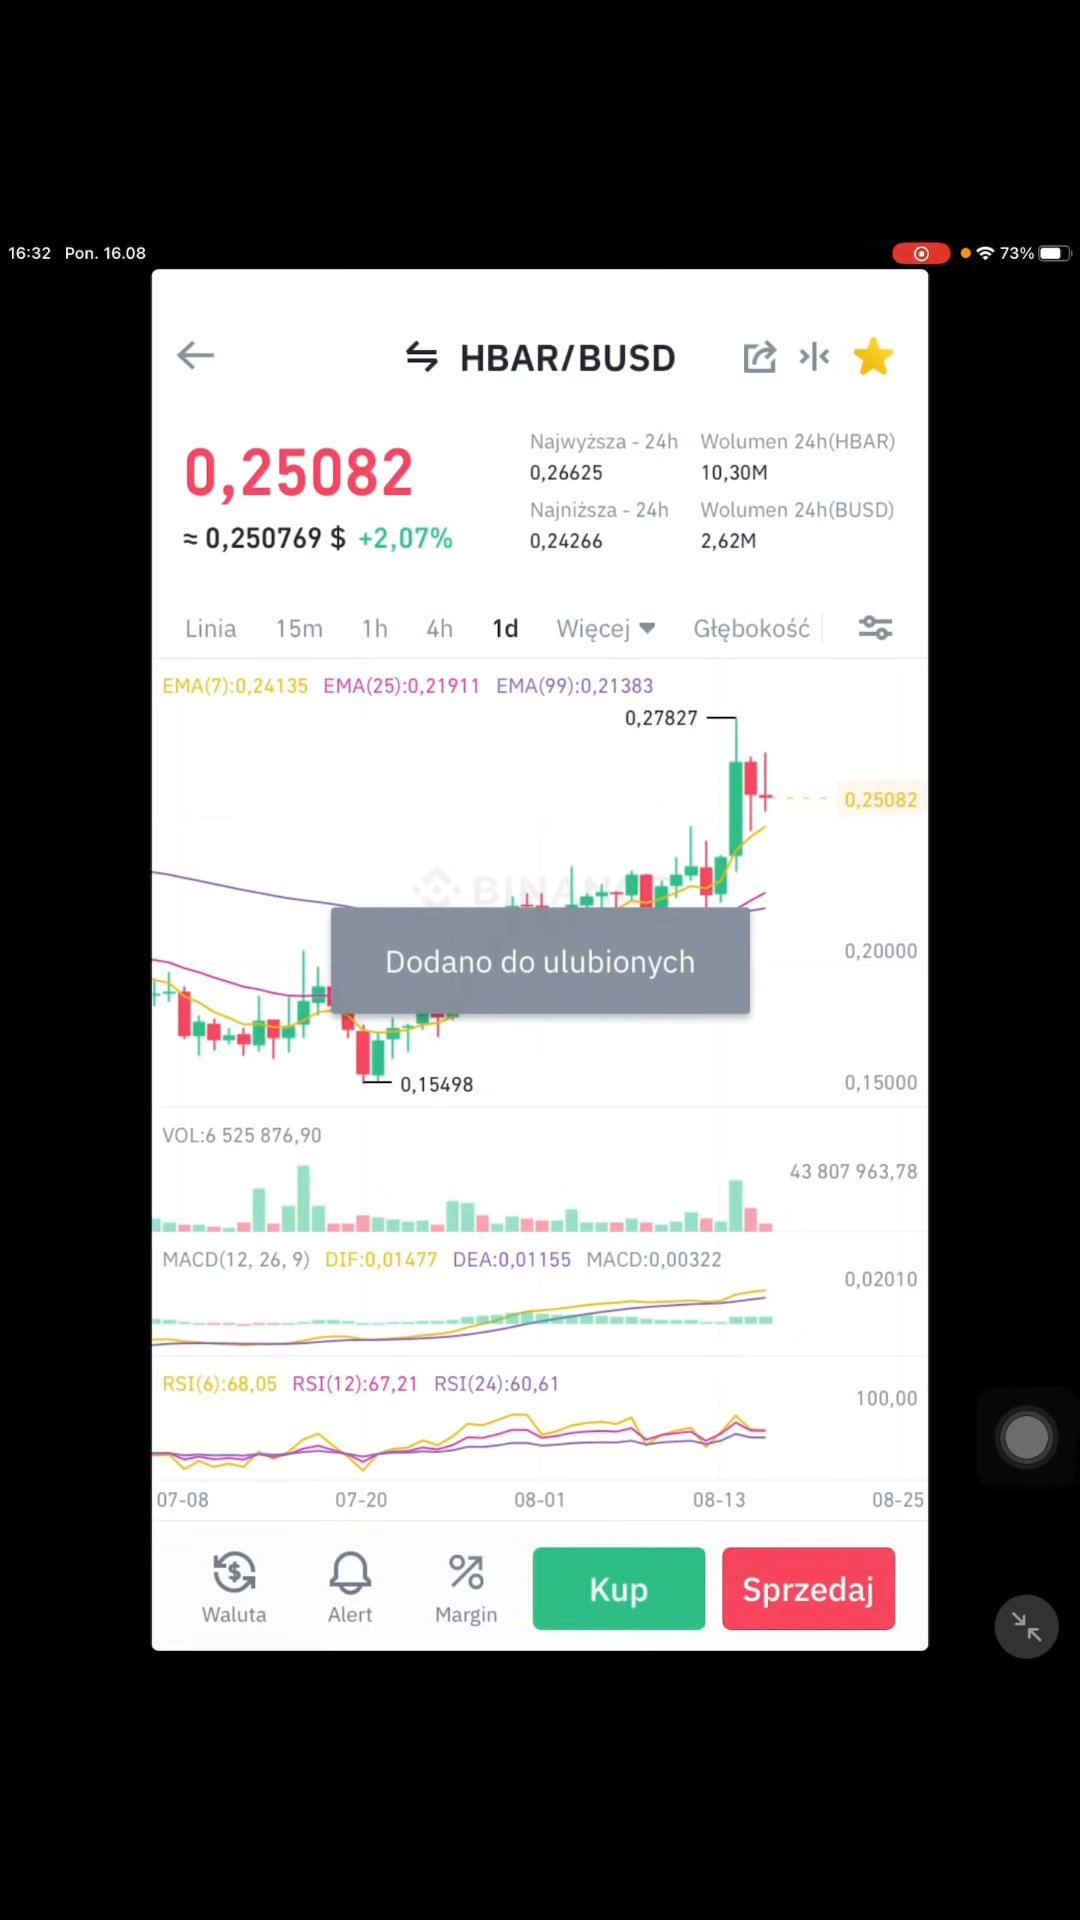 16:32 Pon. 16.08 73%
HBAR/BUSD
0,25082
≈ 0,250769 $ +2,07%
Najwyższa - 24h
0,26625
Najniższa - 24h
0,24266
Wolumen 24h(HBAR)
10,30M
Wolumen 24h(BUSD)
2,62M
Linia 15m 1h 4h 1d Więcej Głębokość
EMA(7):0,24135 EMA(25):0,21911 EMA(99):0,21383
0,27827
0,25082
BINANCE
Dodano do ulubionych
0,20000
0,15498
0,15000
VOL:6 525 876,90
43 807 963,78
MACD(12, 26, 9) DIF:0,01477 DEA:0,01155 MACD:0,00322
0,02010
RSI(6):68,05 RSI(12):67,21 RSI(24):60,61
100,00
07-08 07-20 08-01 08-13 08-25
Waluta Alert Margin Kup Sprzedaj